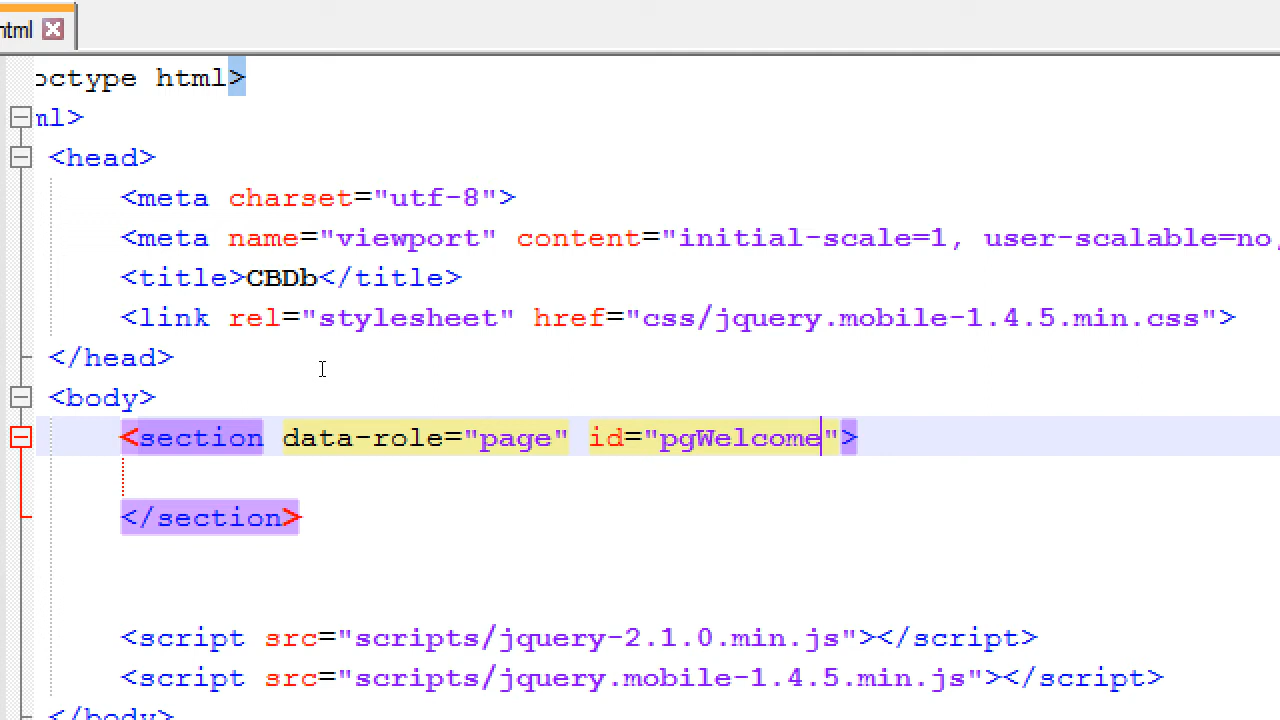 html
octype html>
ml>
<head>
<meta charset="utf-8">
<meta name="viewport" content="initial-scale=1, user-scalable=no,
<title>CBDb</title>
<link rel="stylesheet" href="css/jquery.mobile-1.4.5.min.css">
</head>
<body>
<section data-role="page" id="pgWelcome">
</section>
<script src="scripts/jquery-2.1.0.min.js"></script>
<script src="scripts/jquery.mobile-1.4.5.min.js"></script>
</body>